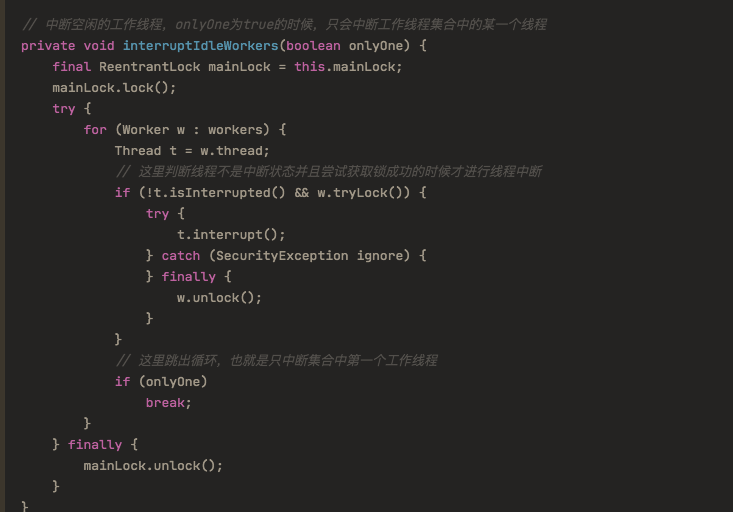 // 中断空闲的工作线程，onlyOne为true的时候，只会中断工作线程集合中的某一个线程
private void interruptIdleWorkers(boolean onlyOne) {
    final ReentrantLock mainLock = this.mainLock;
    mainLock.lock();
    try {
        for (Worker w : workers) {
            Thread t = w.thread;
            // 这里判断线程不是中断状态并且尝试获取锁成功的时候才进行线程中断
            if (!t.isInterrupted() && w.tryLock()) {
                try {
                    t.interrupt();
                } catch (SecurityException ignore) {
                } finally {
                    w.unlock();
                }
            }
            // 这里跳出循环，也就是只中断集合中第一个工作线程
            if (onlyOne)
                break;
        }
    } finally {
        mainLock.unlock();
    }
}